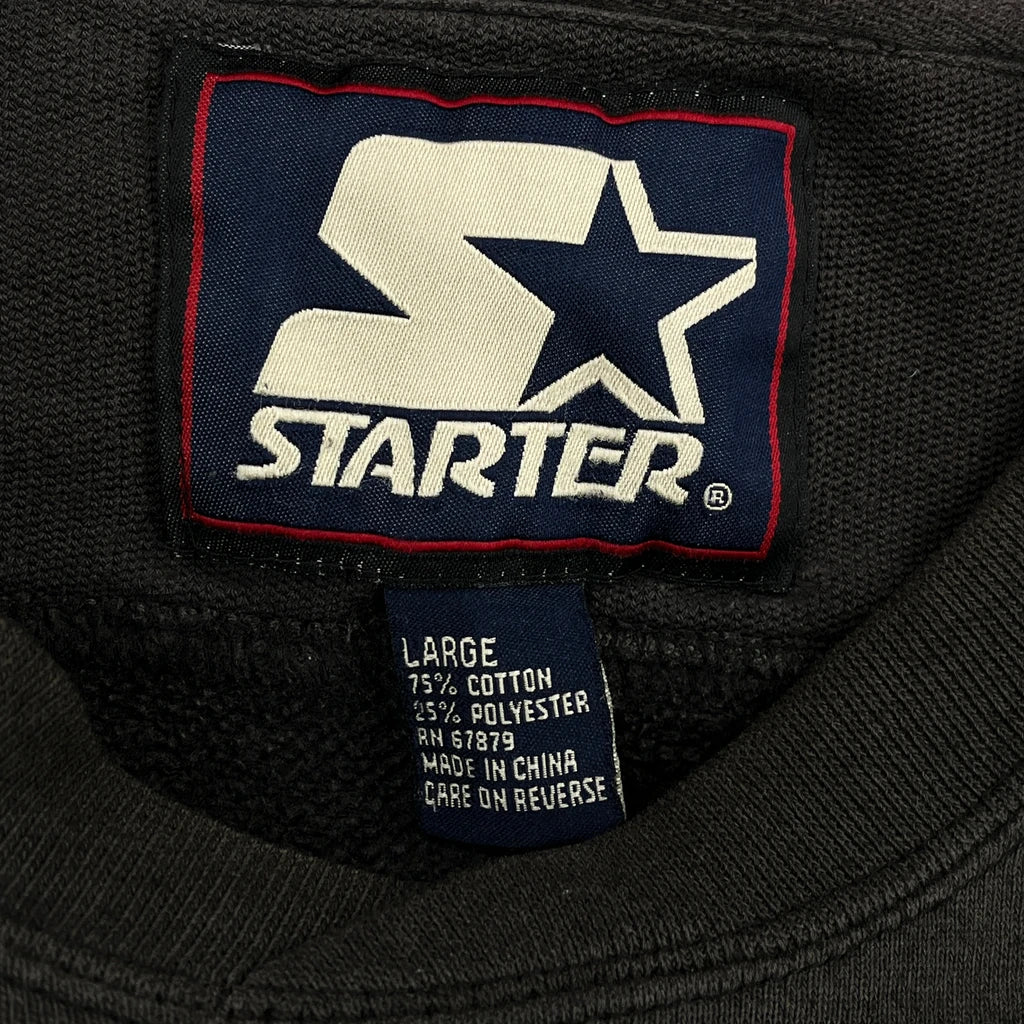 STARTER®
LARGE
75% COTTON
25% POLYESTER
RN 67879
MADE IN CHINA
CARE ON REVERSE